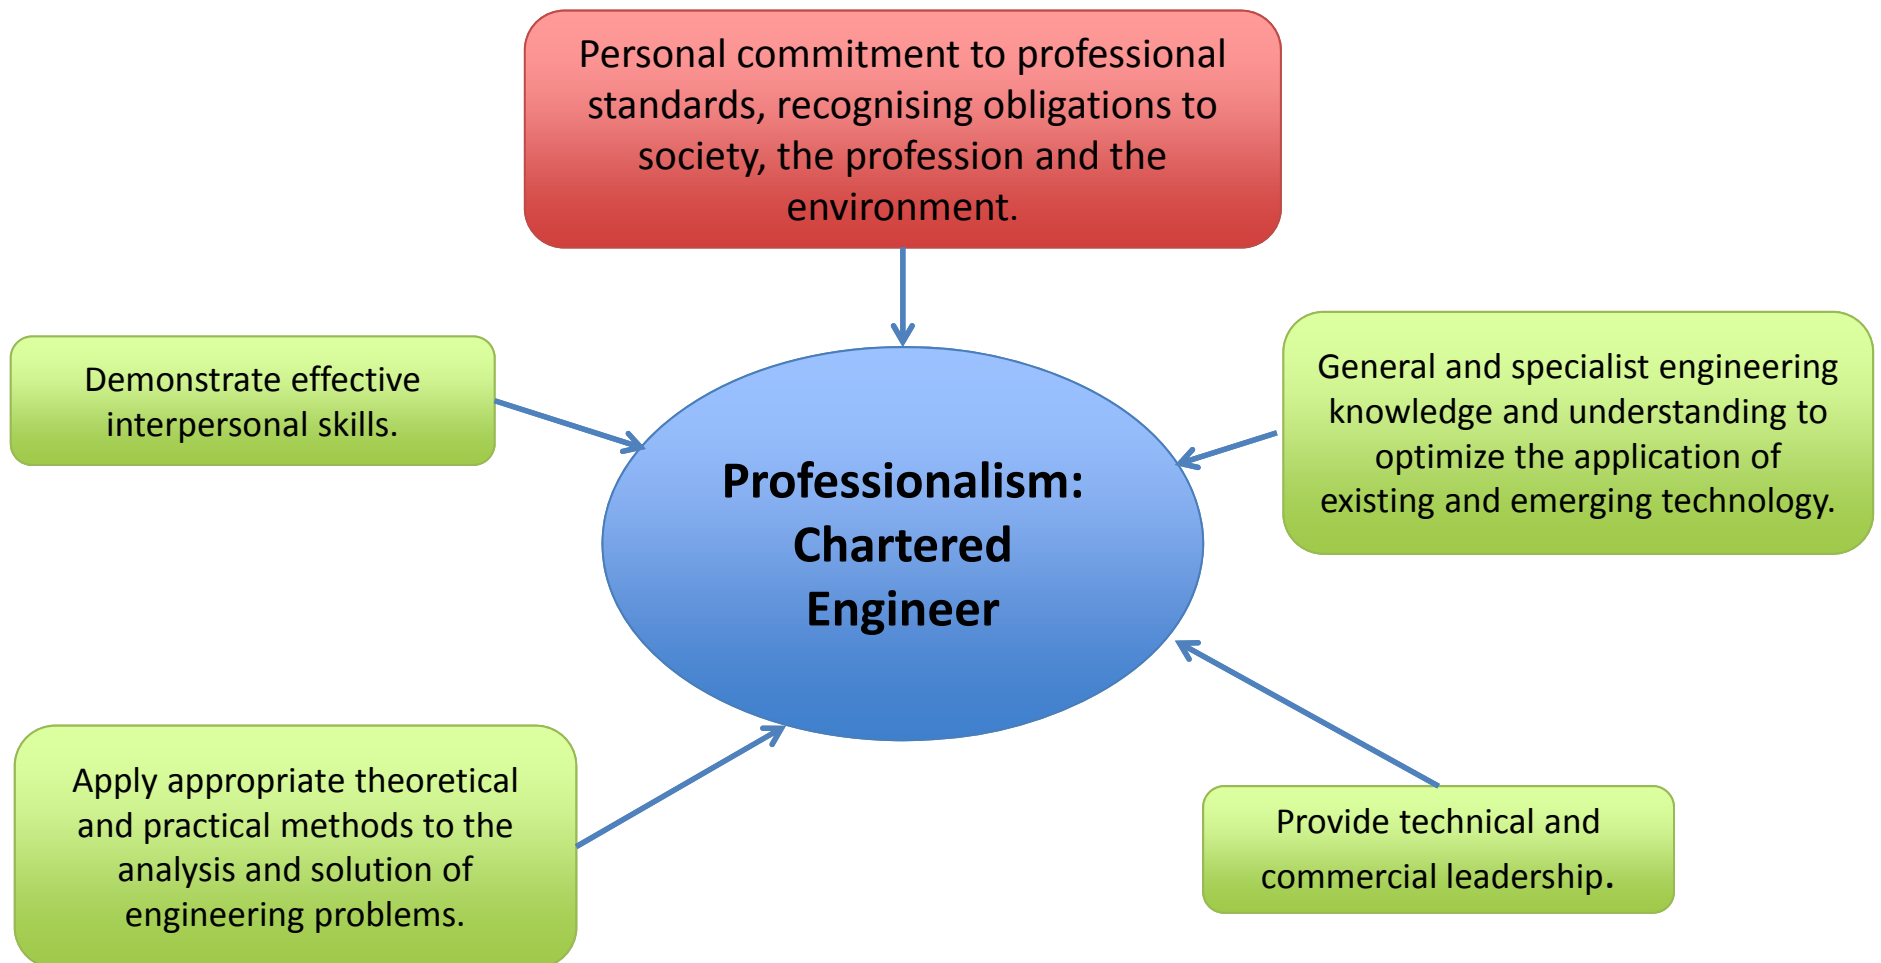 Personal commitment to professional
standards, recognising obligations to
society, the profession and the
environment.
Demonstrate effective
interpersonal skills.
General and specialist engineering
knowledge and understanding to
optimize the application of
existing and emerging technology.
Professionalism:
Chartered
Engineer
Apply appropriate theoretical
and practical methods to the
analysis and solution of
engineering problems.
Provide technical and
commercial leadership.